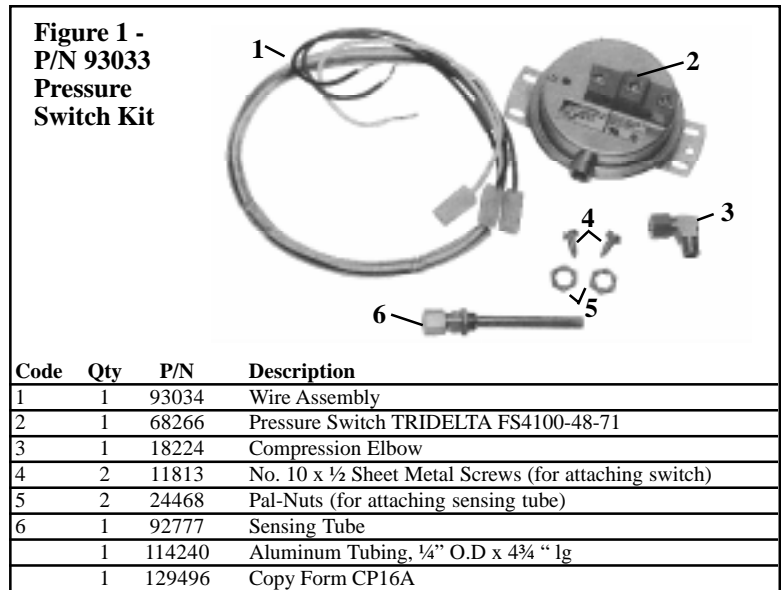 Figure 1 -
P/N 93033
Pressure
Switch Kit
1
2
3
4
5
6
Code Qty P/N Description
1 1 93034 Wire Assembly
2 1 68266 Pressure Switch TRIDELTA FS4100-48-71
3 1 18224 Compression Elbow
4 2 11813 No. 10 x ½ Sheet Metal Screws (for attaching switch)
5 2 24468 Pal-Nuts (for attaching sensing tube)
6 1 92777 Sensing Tube
1 114240 Aluminum Tubing, ¼” O.D x 4¾ “ lg
1 129496 Copy Form CP16A